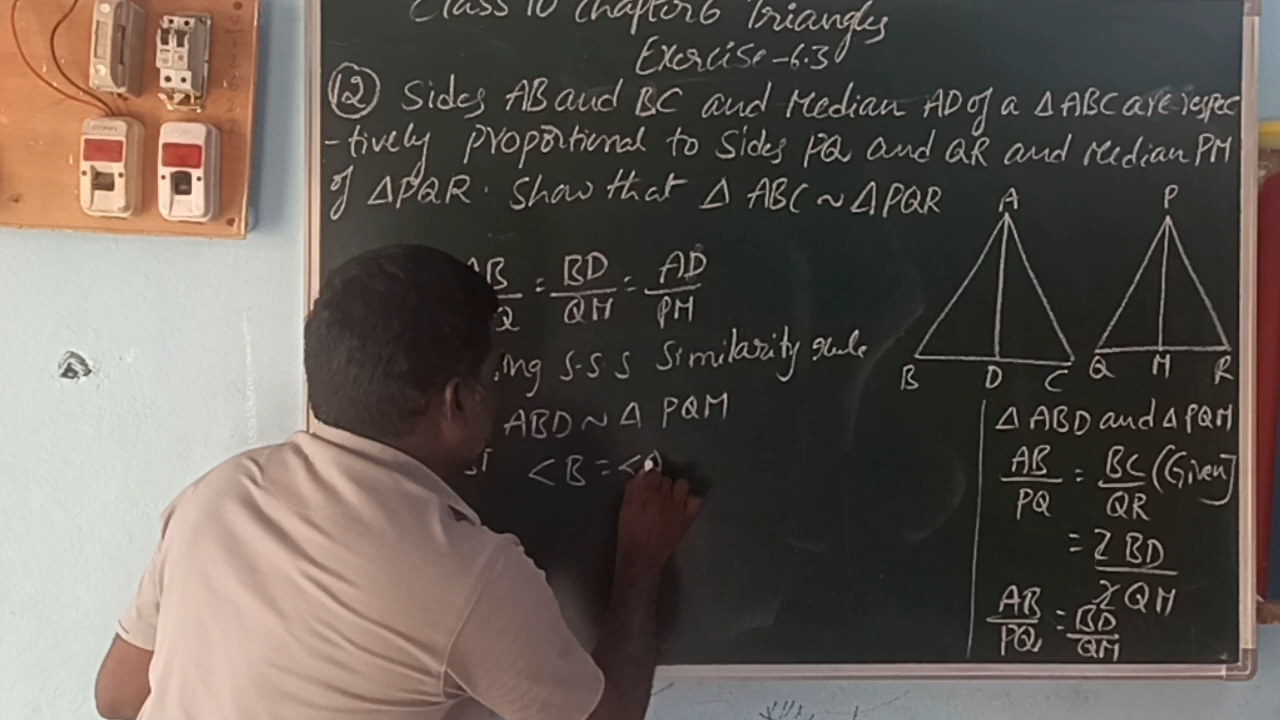 Class 10 Chapter 6 Triangles
Exercise-6.3
12 Sides AB and BC and Median AD of a Δ ABC are respec
-tively proportional to Sides PQ and QR and Median PM
of ΔPQR. Show that Δ ABC ~ ΔPQR
A P
AB/Q = BD/QM = AD/PM
ing S-S S Similarity rule
B D C Q M R
ABD ~ Δ PQM
<B = <
Δ ABD and Δ PQM
AB/PQ = BC/QR (Given)
= 2 BD/2 QM
AB/PQ = BD/QM